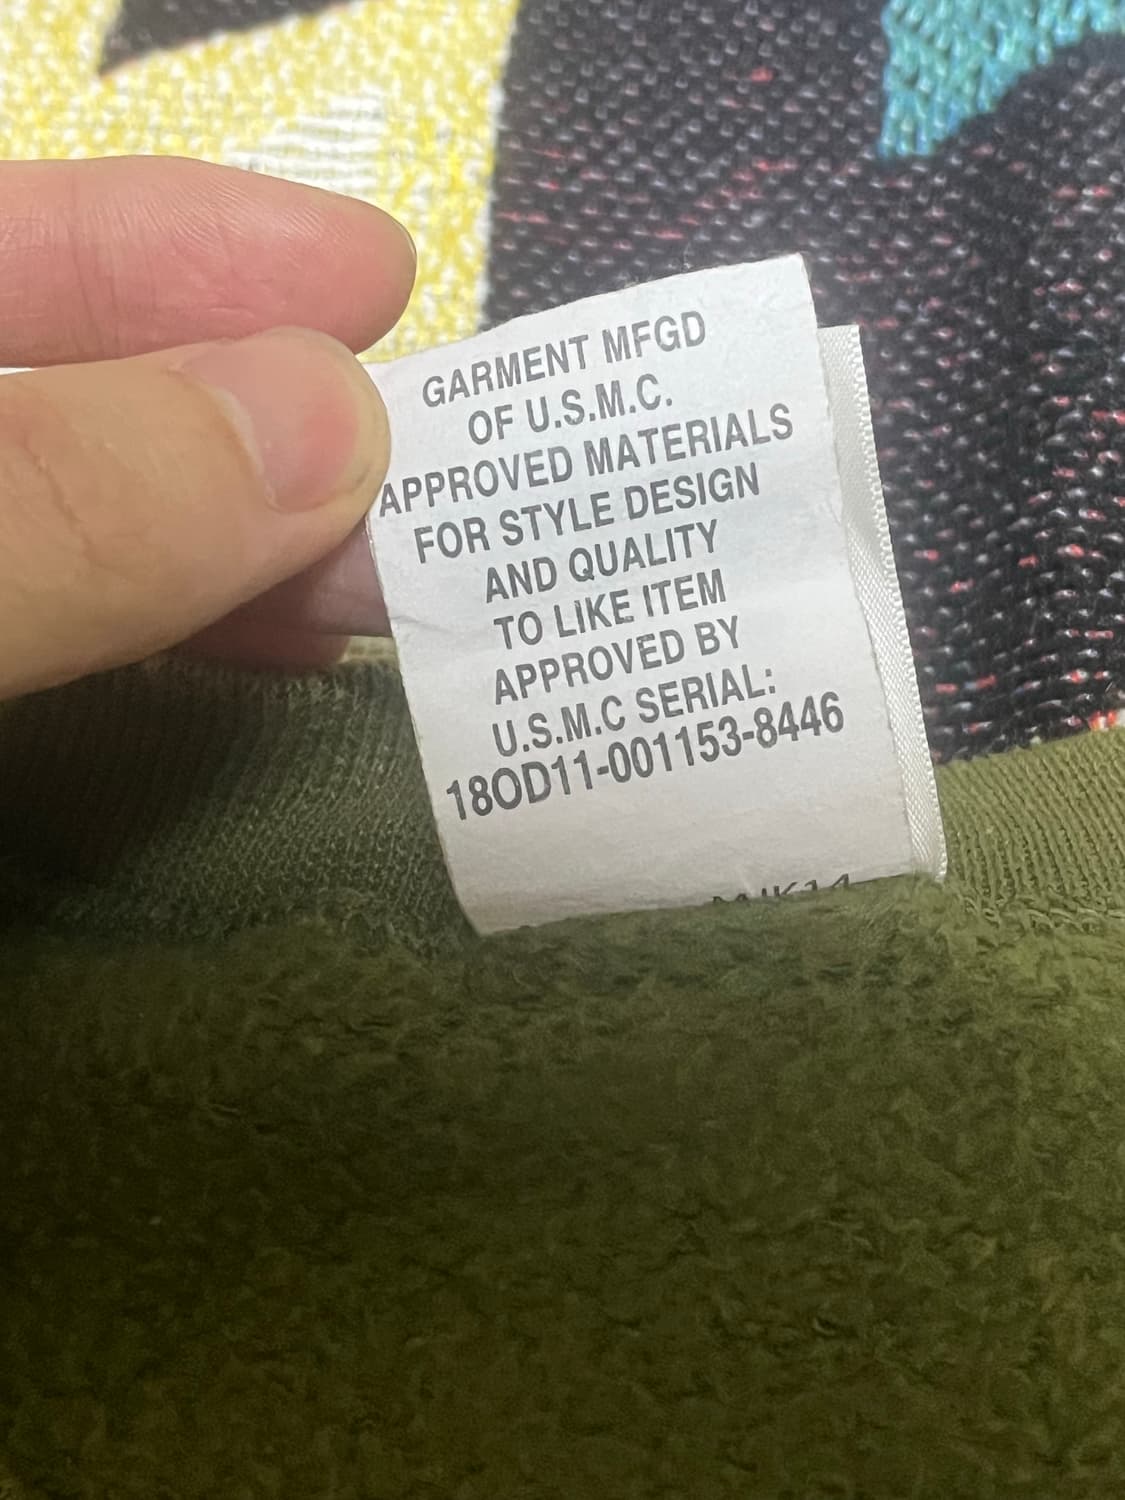 GARMENT MFGD
OF U.S.M.C.
APPROVED MATERIALS
FOR STYLE DESIGN
AND QUALITY
TO LIKE ITEM
APPROVED BY
U.S.M.C SERIAL:
18OD11-001153-8446